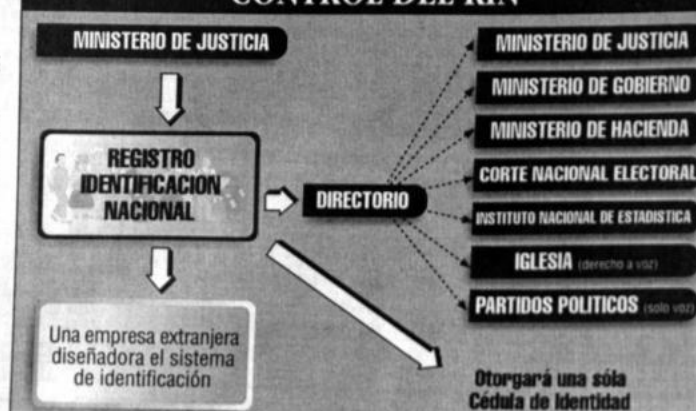 CONTROL DEL RIN
MINISTERIO DE JUSTICIA
REGISTRO
IDENTIFICACION
NACIONAL
Una empresa extranjera
diseñadora el sistema
de identificación
DIRECTORIO
MINISTERIO DE JUSTICIA
MINISTERIO DE GOBIERNO
MINISTERIO DE HACIENDA
CORTE NACIONAL ELECTORAL
INSTITUTO NACIONAL DE ESTADISTICA
IGLESIA (derecho a voz)
PARTIDOS POLITICOS (solo voz)
Otorgará una sóla
Cédula de Identidad